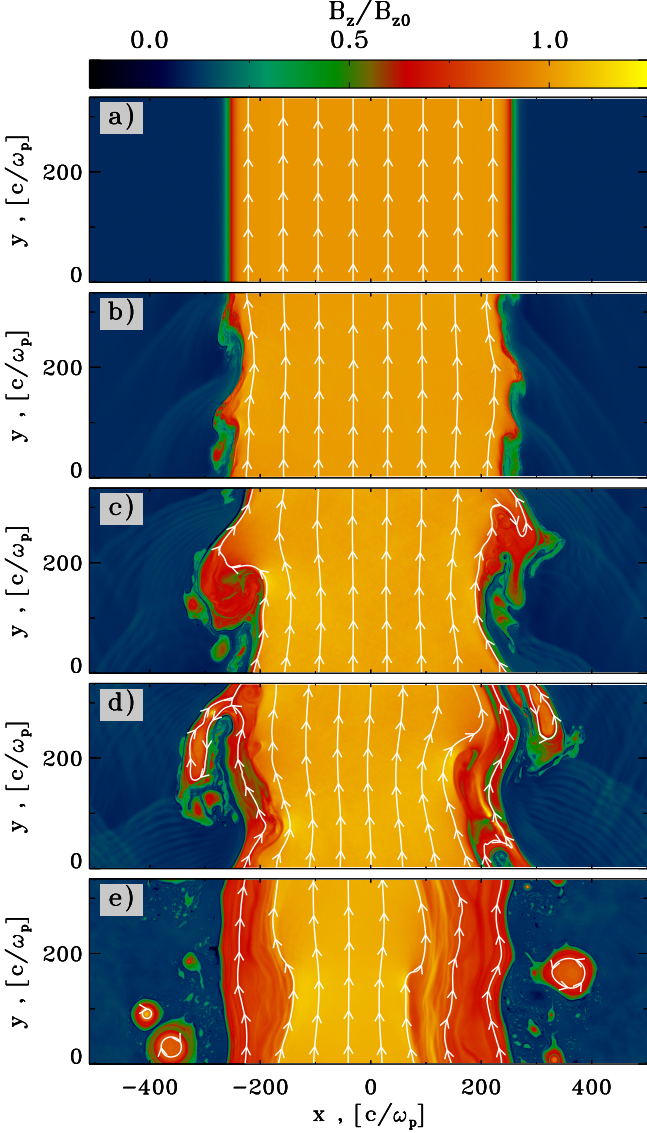 B_z/B_z0
0.0 0.5 1.0
a)
y , [c/ω_p]
200
0
b)
y , [c/ω_p]
200
0
c)
y , [c/ω_p]
200
0
d)
y , [c/ω_p]
200
0
e)
y , [c/ω_p]
200
0
−400 −200 0 200 400
x , [c/ω_p]